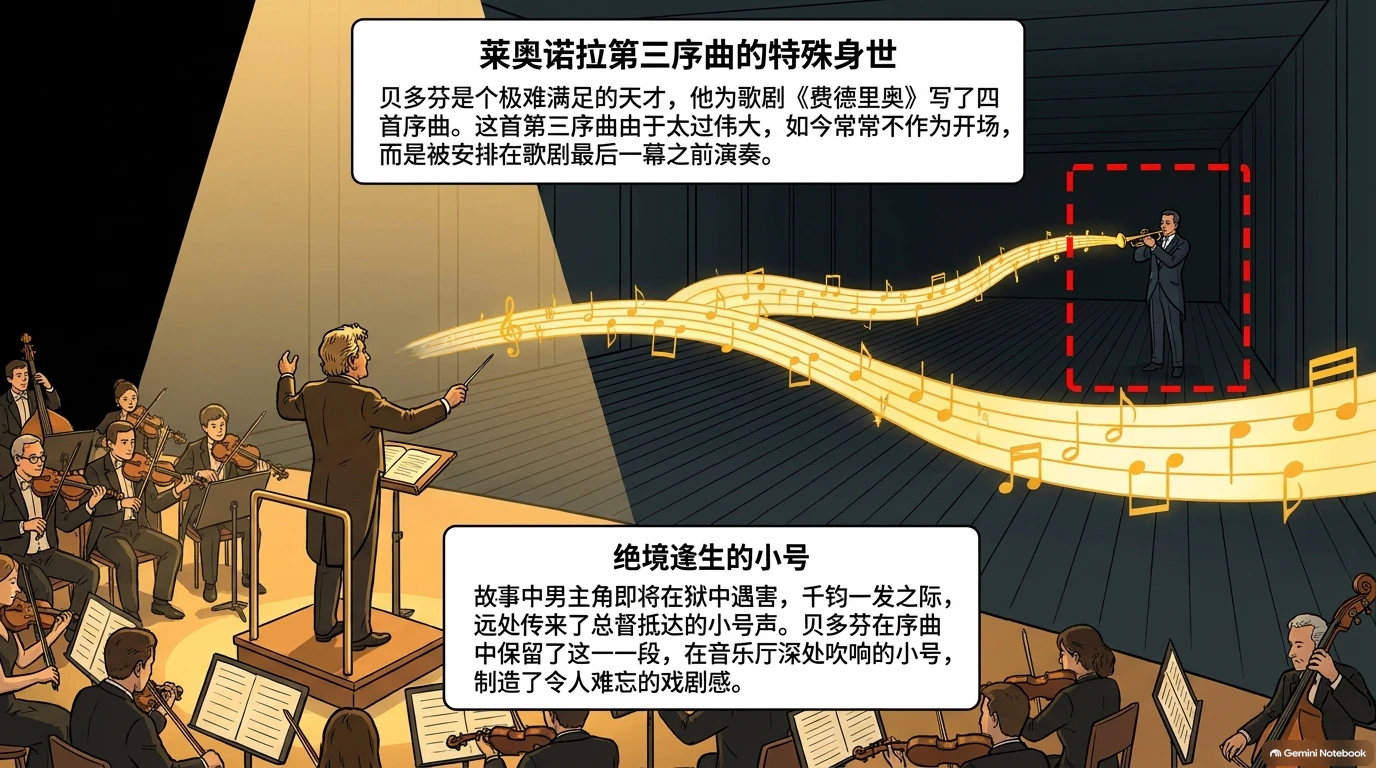 莱奥诺拉第三序曲的特殊身世
贝多芬是个极难满足的天才，他为歌剧《费德里奥》写了四
首序曲。这首第三序曲由于太过伟大，如今常常不作为开场，
而是被安排在歌剧最后一幕之前演奏。
绝境逢生的小号
故事中男主角即将在狱中遇害，千钧一发之际，
远处传来了总督抵达的小号声。贝多芬在序曲
中保留了这一一段，在音乐厅深处吹响的小号，
制造了令人难忘的戏剧感。
Gemini Notebook